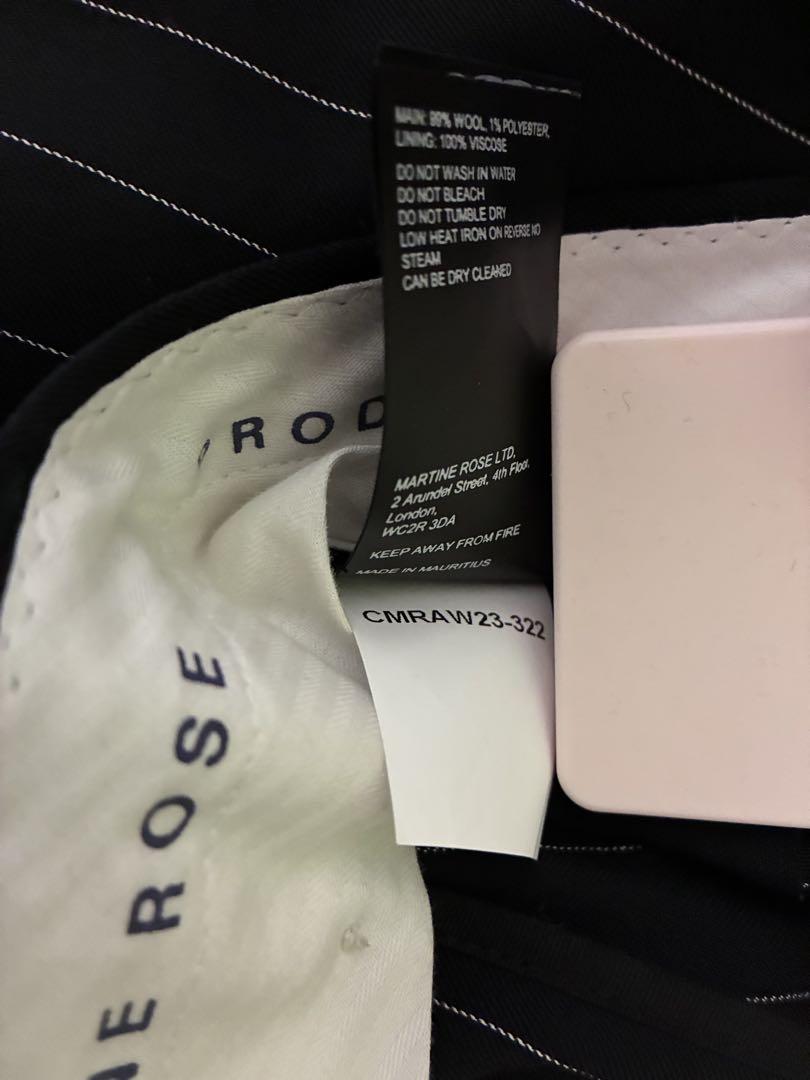 MAIN: 99% WOOL, 1% POLYESTER,
LINING: 100% VISCOSE
DO NOT WASH IN WATER
DO NOT BLEACH
DO NOT TUMBLE DRY
LOW HEAT IRON ON REVERSE NO
STEAM
CAN BE DRY CLEANED
ROD
MARTINE ROSE LTD,
2 Arundel Street, 4th Floor,
London,
WC2R 3DA
KEEP AWAY FROM FIRE
MADE IN MAURITIUS
CMRAW23-322
NE ROSE